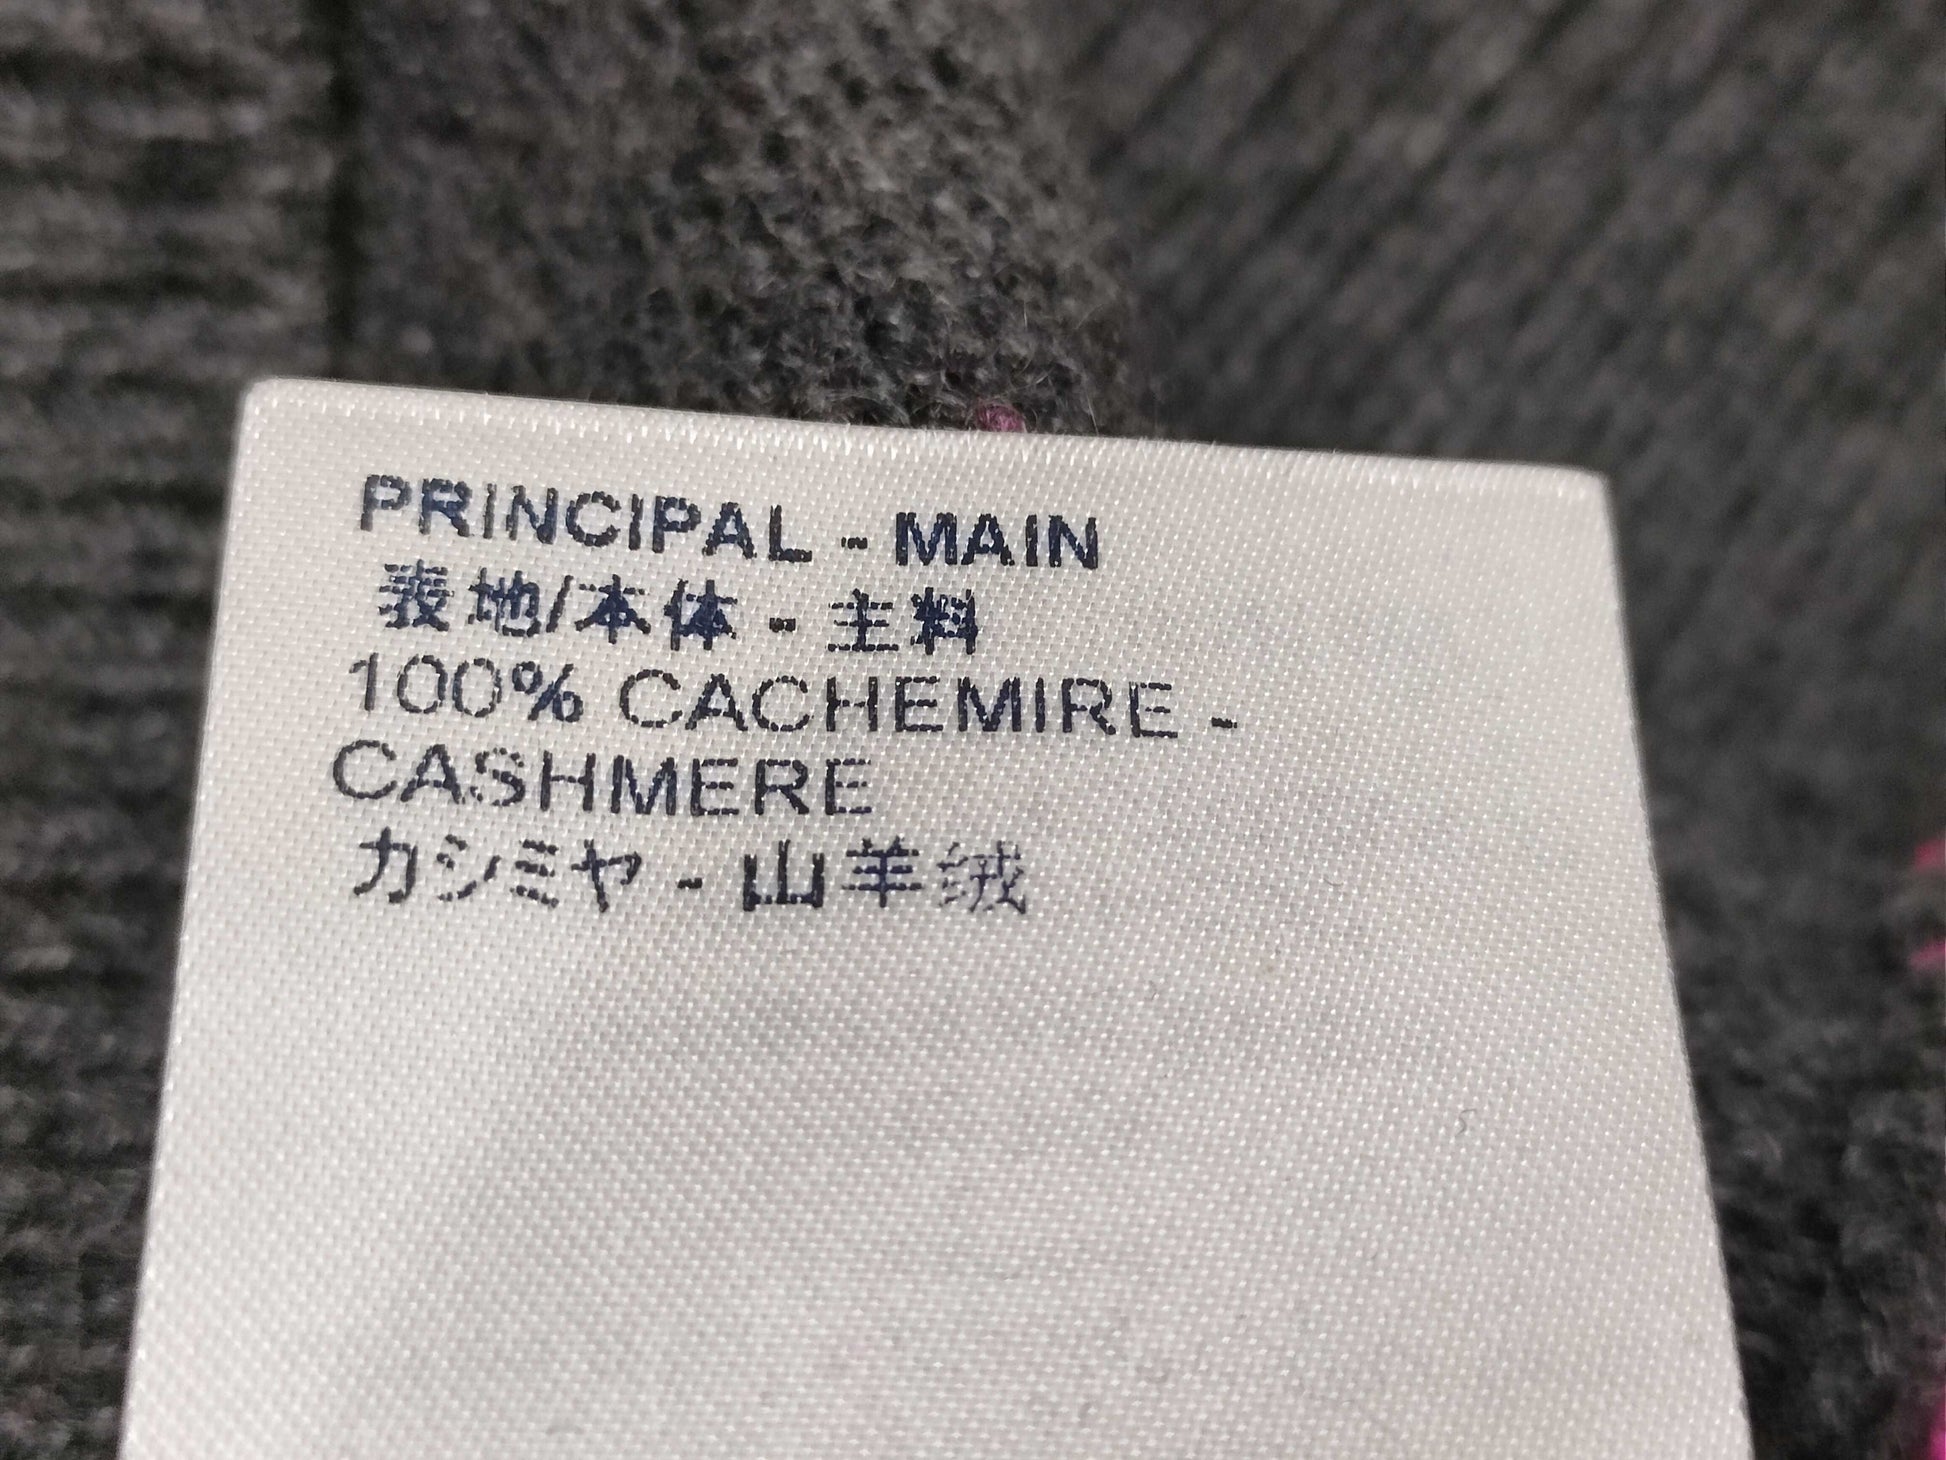 PRINCIPAL - MAIN
表地/本体 - 主料
100% CACHEMIRE -
CASHMERE
カシミヤ - 山羊绒